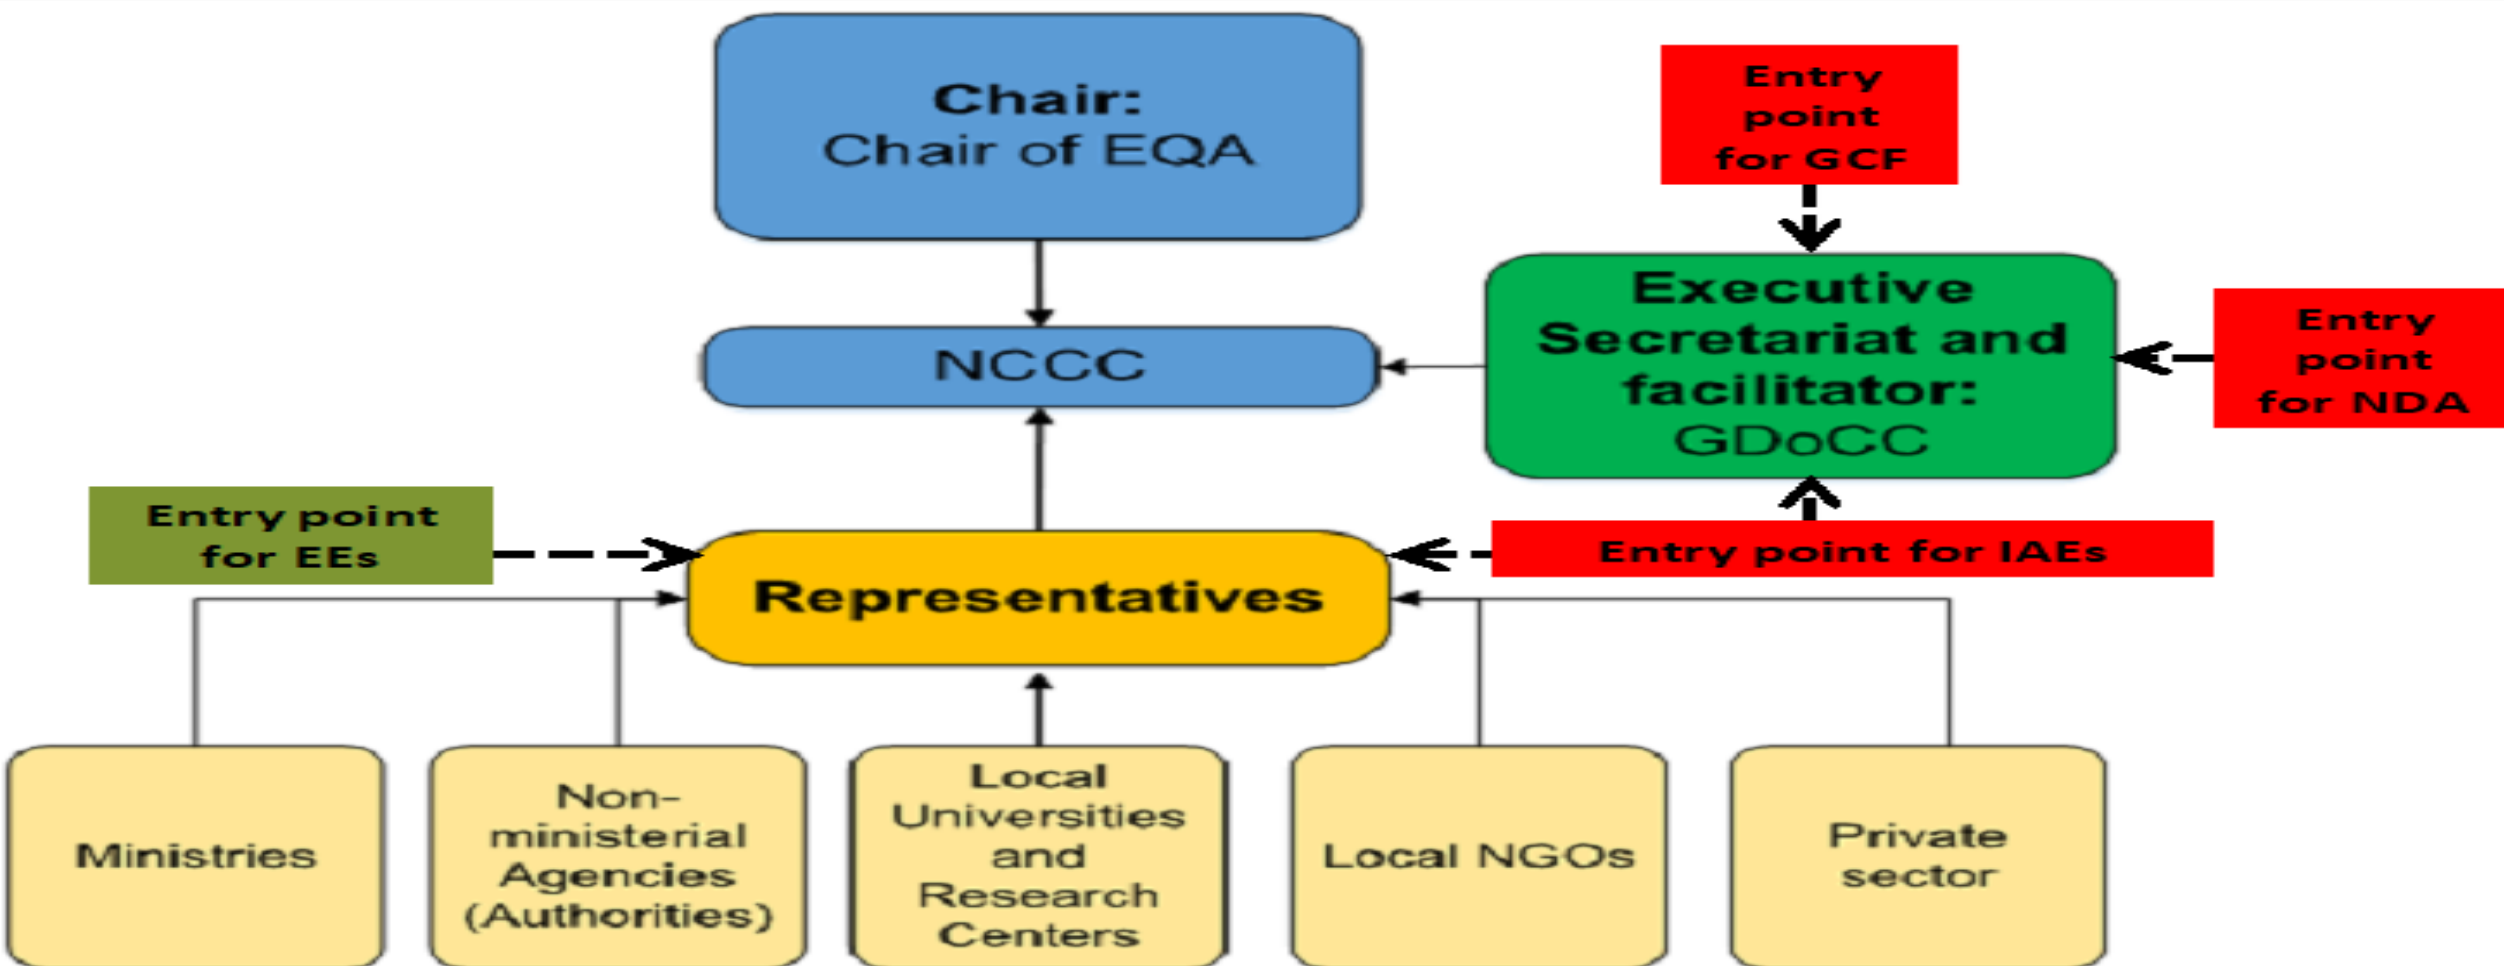 Chair:
Chair of EQA
Entry
point
for GCF
NCCC
Executive
Secretariat and
facilitator:
GDoCC
Entry
point
for NDA
Entry point
for EEs
Representatives
Entry point for IAEs
Ministries
Non-
ministerial
Agencies
(Authorities)
Local
Universities
and
Research
Centers
Local NGOs
Private
sector